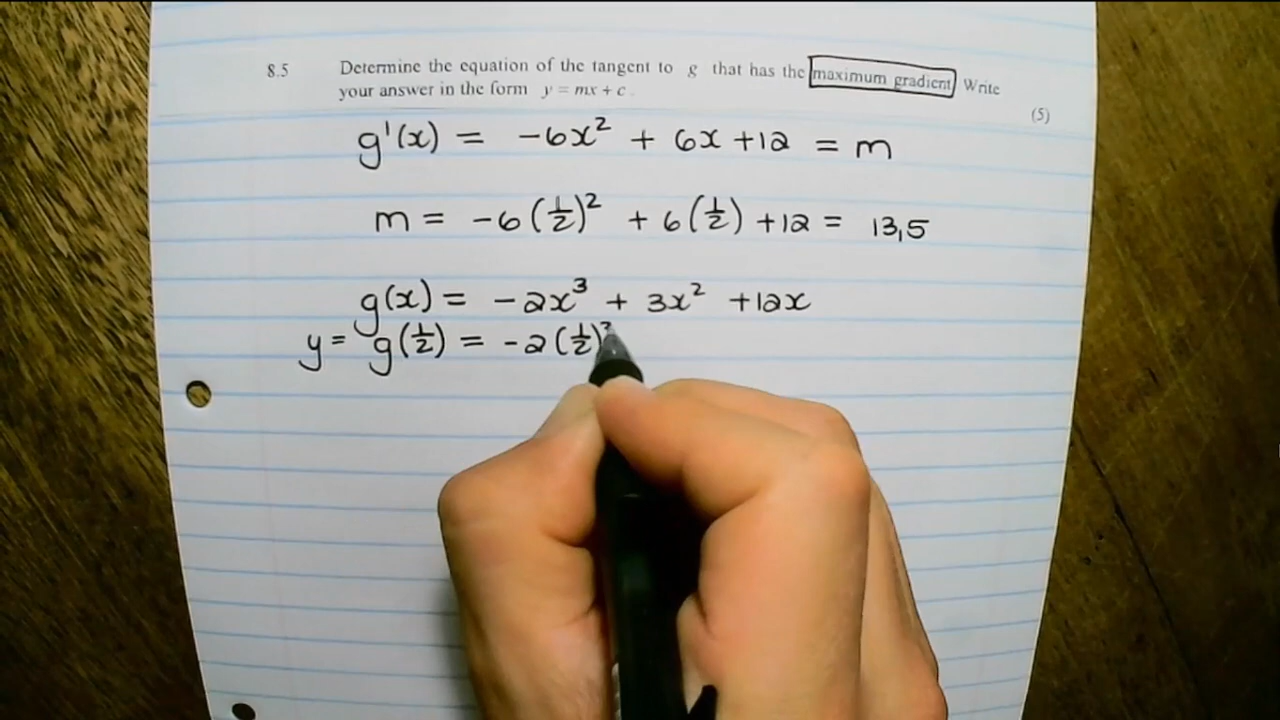 8.5 Determine the equation of the tangent to g that has the maximum gradient. Write
your answer in the form y = mx + c.
(5)
g'(x) = -6x² + 6x + 12 = m
m = -6(1/2)² + 6(1/2) + 12 = 13,5
g(x) = -2x³ + 3x² + 12x
y = g(1/2) = -2(1/2)